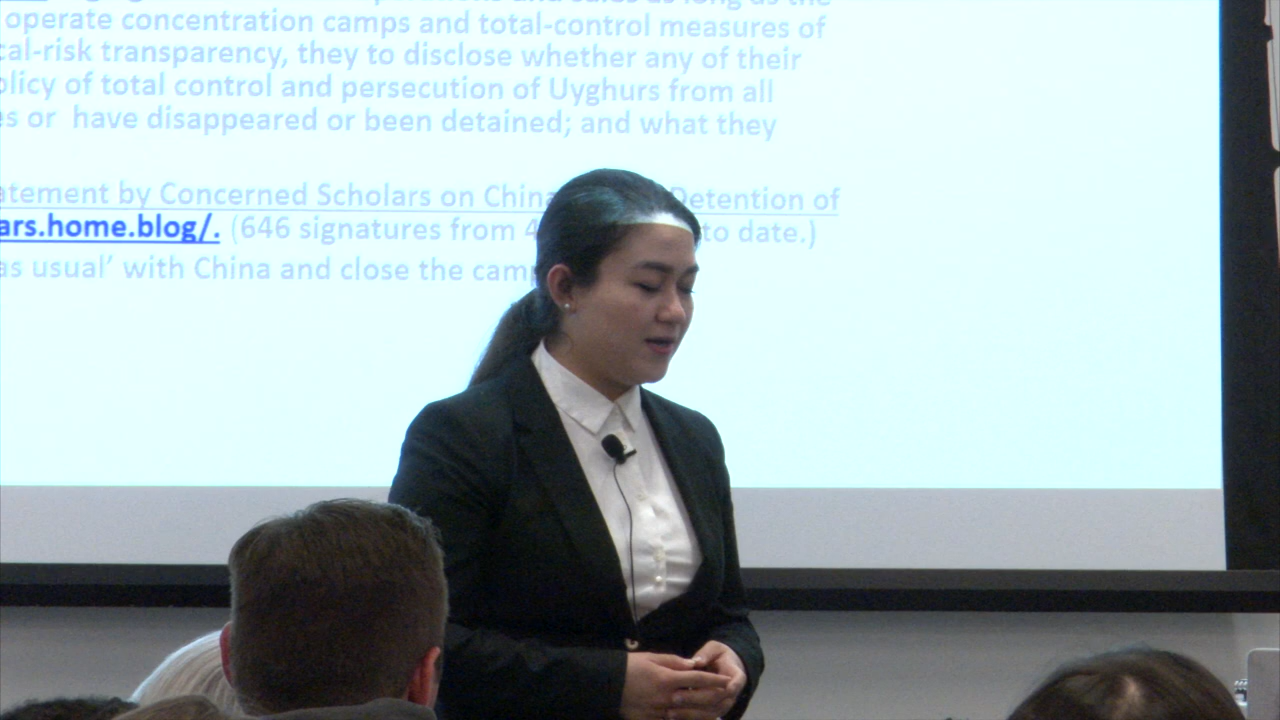 operate concentration camps and total-control measures of
cal-risk transparency, they to disclose whether any of their
olicy of total control and persecution of Uyghurs from all
es or have disappeared or been detained; and what they
atement by Concerned Scholars on China Detention of
ars.home.blog/. (646 signatures from 4 to date.)
as usual’ with China and close the camp